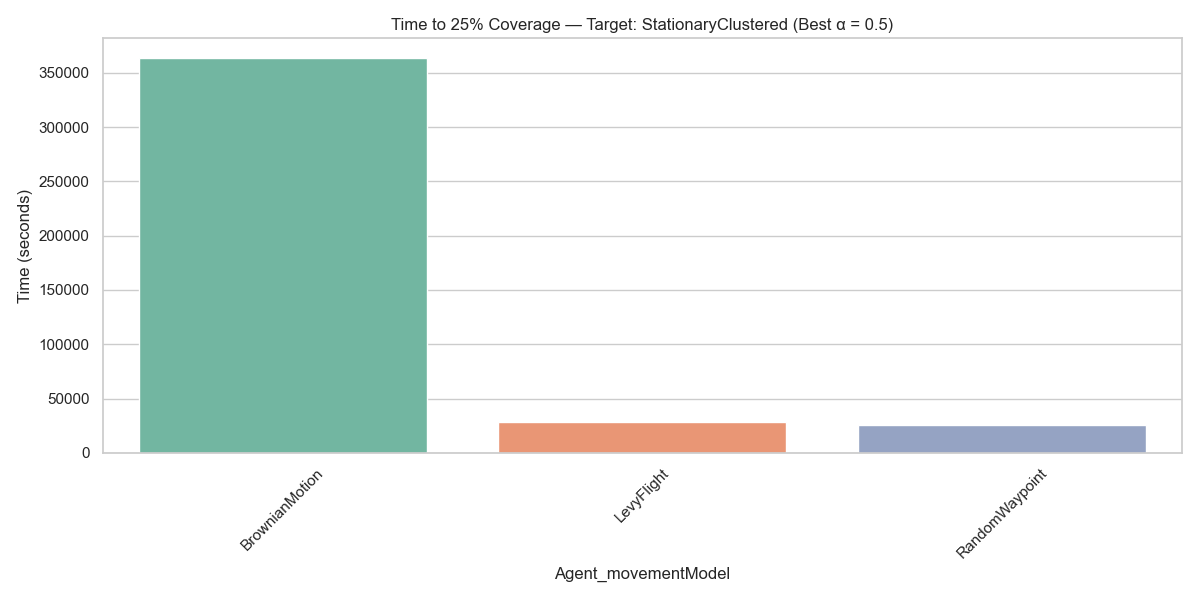 Time to 25% Coverage — Target: StationaryClustered (Best α = 0.5)
Time (seconds)
350000
300000
250000
200000
150000
100000
50000
0
BrownianMotion
LevyFlight
RandomWaypoint
Agent_movementModel